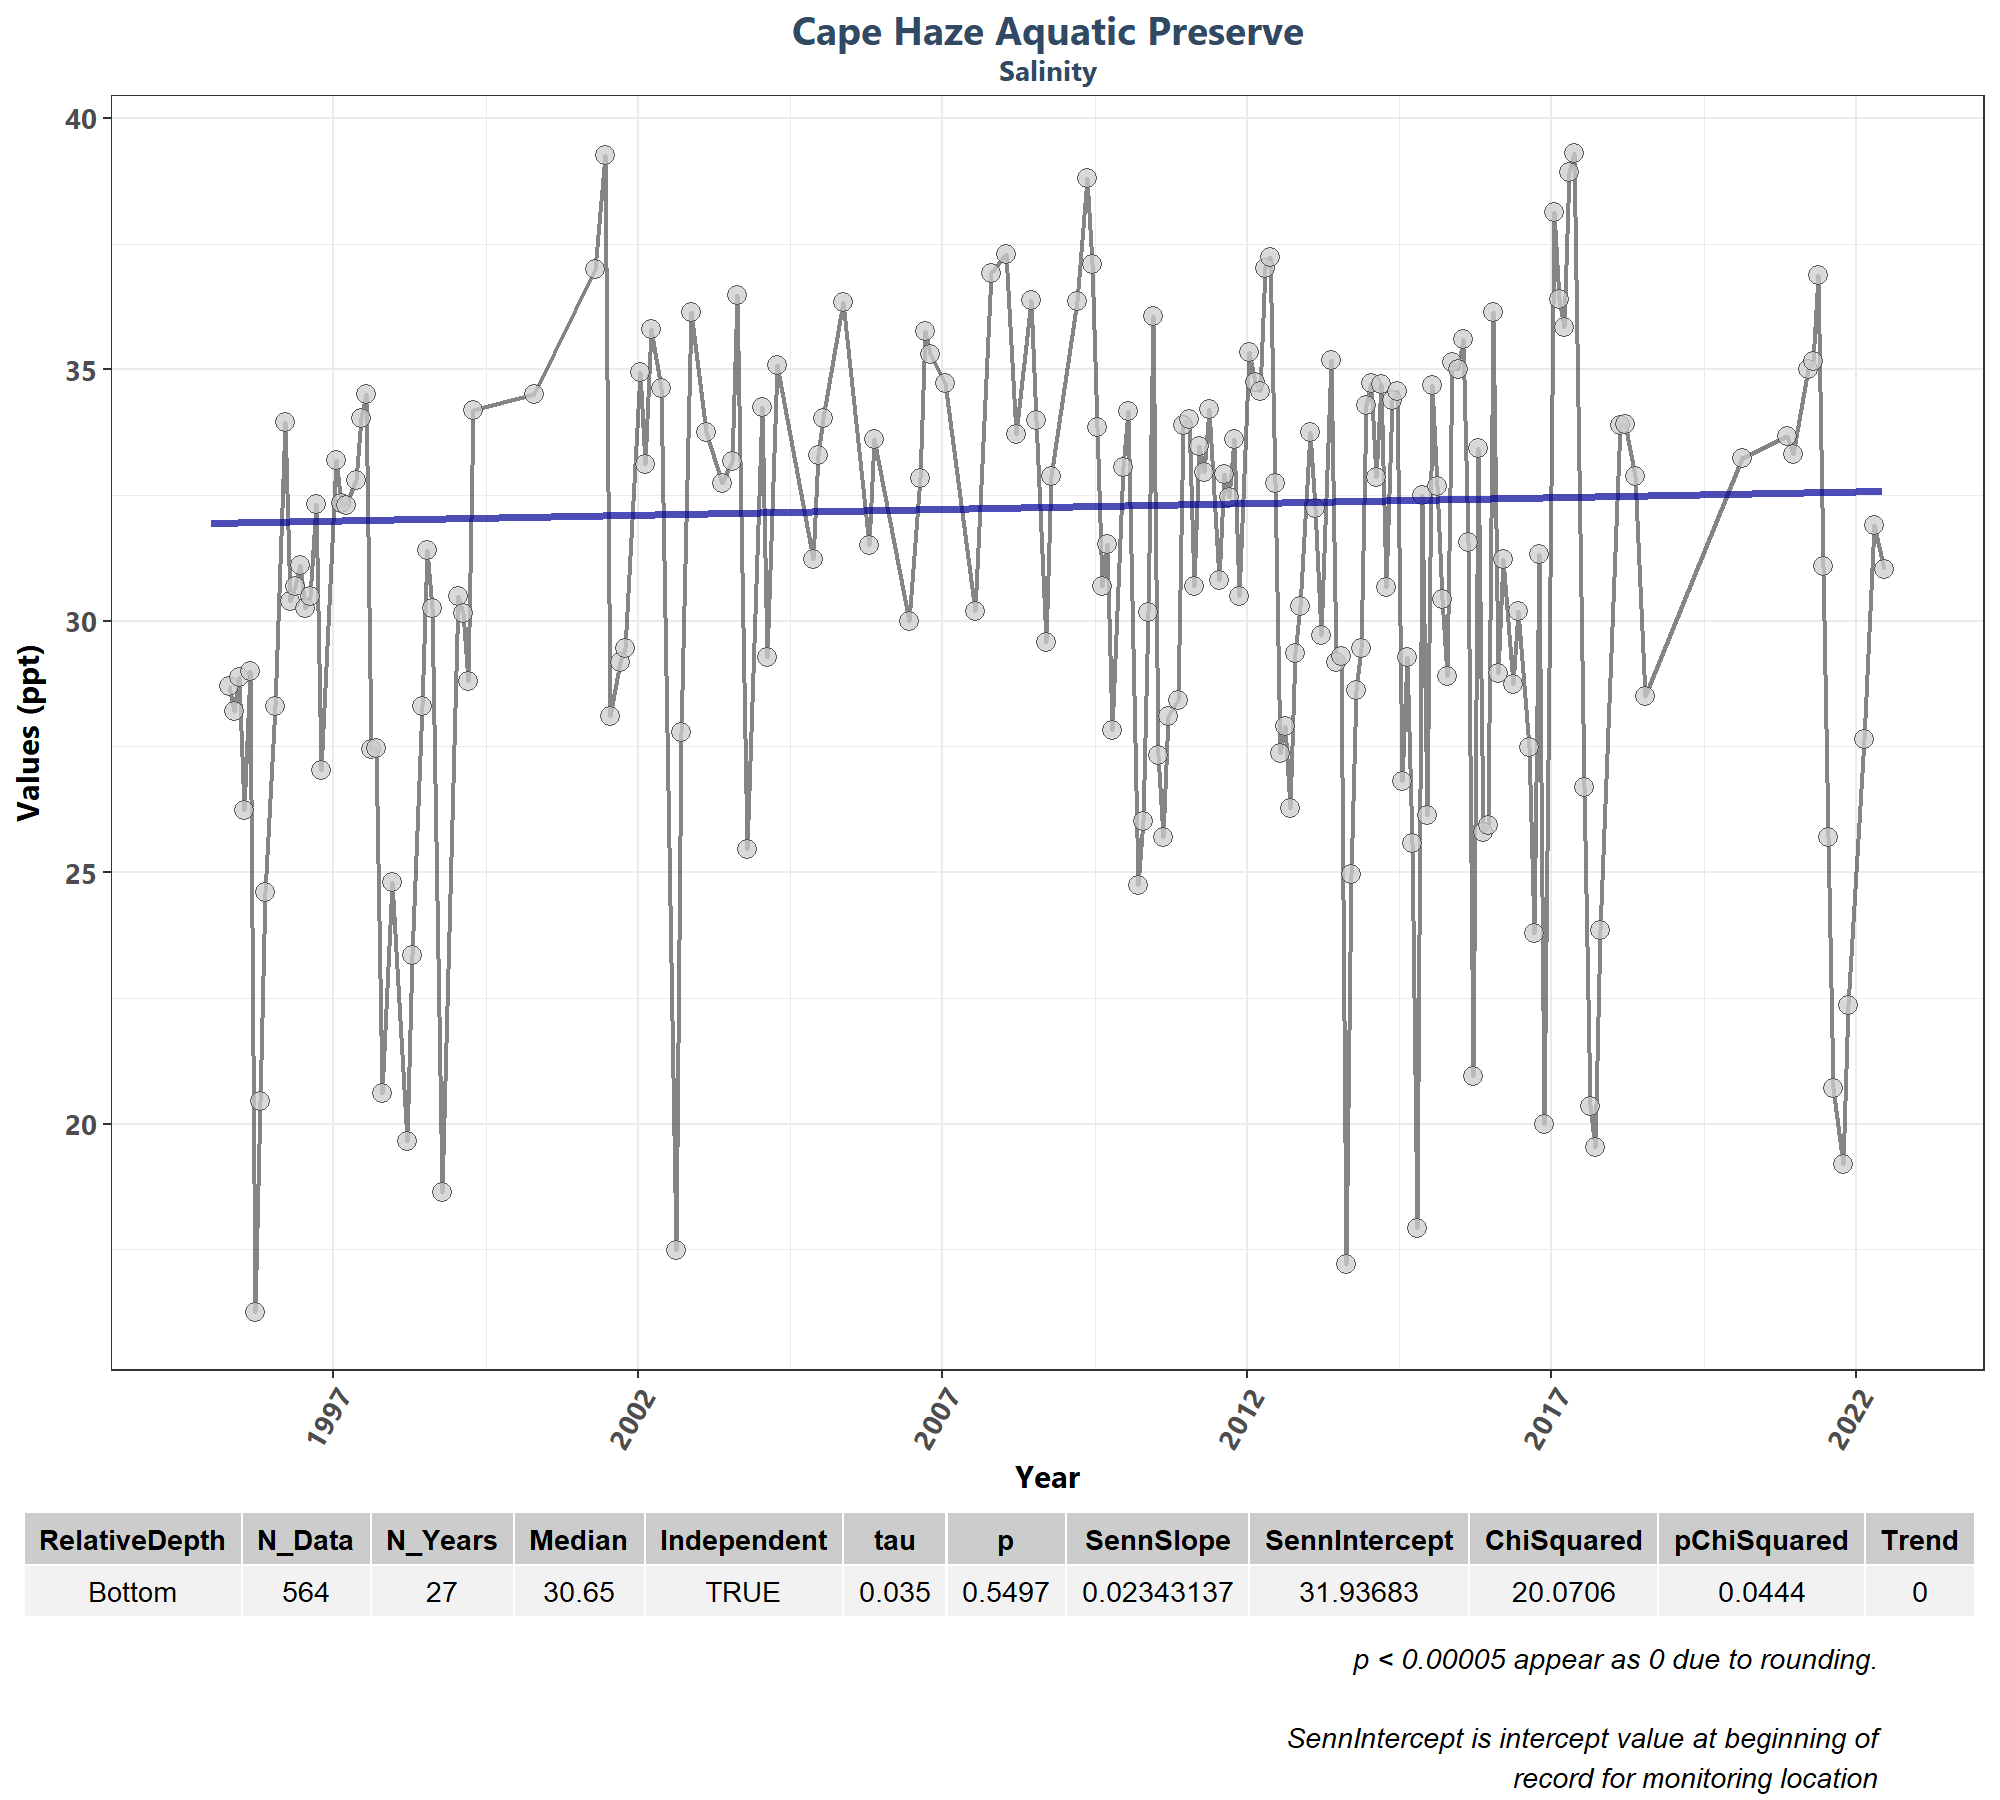 Cape Haze Aquatic Preserve
Salinity
Values (ppt)
40
35
30
25
20
1997 2002 2007 2012 2017 2022
Year
RelativeDepth N_Data N_Years Median Independent tau p SennSlope SennIntercept ChiSquared pChiSquared Trend
Bottom 564 27 30.65 TRUE 0.035 0.5497 0.02343137 31.93683 20.0706 0.0444 0
p < 0.00005 appear as 0 due to rounding.
SennIntercept is intercept value at beginning of
record for monitoring location